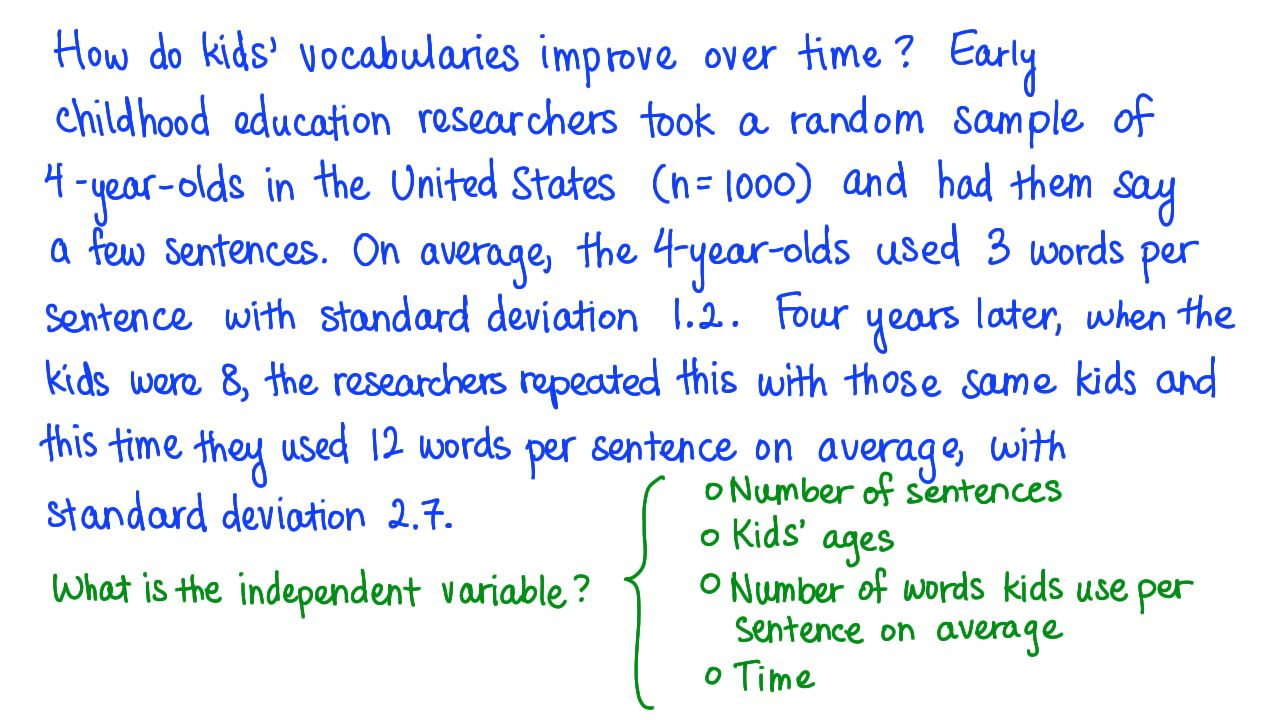 How do kids' vocabularies improve over time? Early
childhood education researchers took a random sample of
4-year-olds in the United States (n=1000) and had them say
a few sentences. On average, the 4-year-olds used 3 words per
sentence with standard deviation 1.2. Four years later, when the
kids were 8, the researchers repeated this with those same kids and
this time they used 12 words per sentence on average, with
standard deviation 2.7.
What is the independent variable?
o Number of sentences
o Kids' ages
o Number of words kids use per
sentence on average
o Time